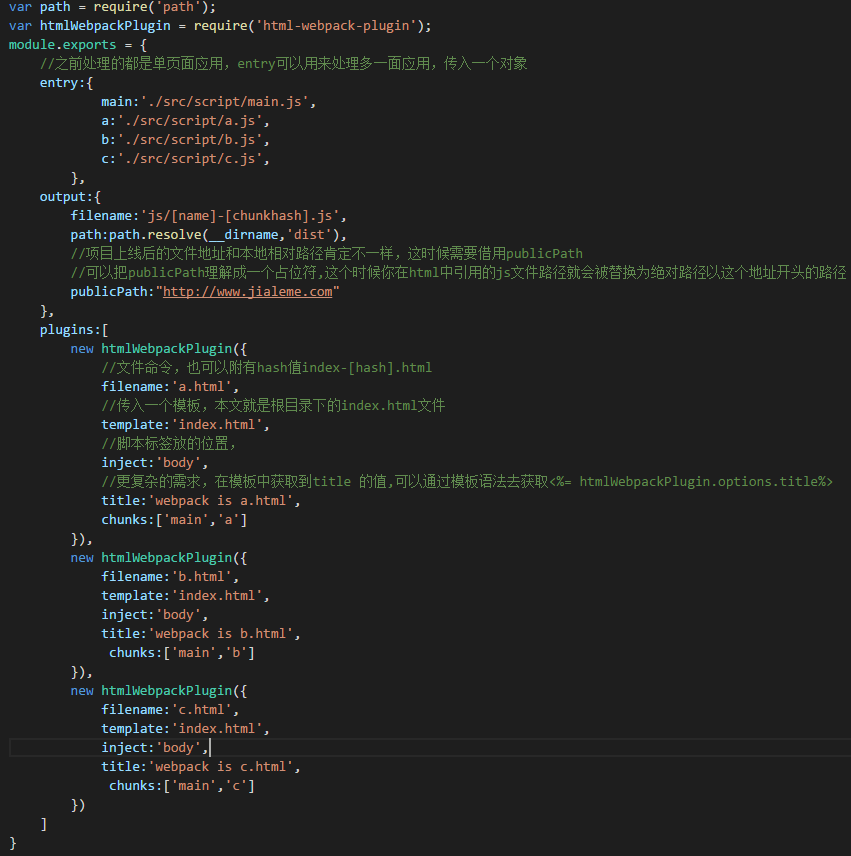 var path = require('path');
var htmlWebpackPlugin = require('html-webpack-plugin');
module.exports = {
    //之前处理的都是单页面应用，entry可以用来处理多一面应用，传入一个对象
    entry:{
            main:'./src/script/main.js',
            a:'./src/script/a.js',
            b:'./src/script/b.js',
            c:'./src/script/c.js',
        },
    output:{
        filename:'js/[name]-[chunkhash].js',
        path:path.resolve(__dirname,'dist'),
        //项目上线后的文件地址和本地相对路径肯定不一样，这时候需要借用publicPath
        //可以把publicPath理解成一个占位符,这个时候你在html中引用的js文件路径就会被替换为绝对路径以这个地址开头的路径
        publicPath:"http://www.jialeme.com"
    },
    plugins:[
        new htmlWebpackPlugin({
            //文件命令，也可以附有hash值index-[hash].html
            filename:'a.html',
            //传入一个模板，本文就是根目录下的index.html文件
            template:'index.html',
            //脚本标签放的位置，
            inject:'body',
            //更复杂的需求，在模板中获取到title 的值,可以通过模板语法去获取<%= htmlWebpackPlugin.options.title%>
            title:'webpack is a.html',
            chunks:['main','a']
        }),
        new htmlWebpackPlugin({
            filename:'b.html',
            template:'index.html',
            inject:'body',
            title:'webpack is b.html',
             chunks:['main','b']
        }),
        new htmlWebpackPlugin({
            filename:'c.html',
            template:'index.html',
            inject:'body',
            title:'webpack is c.html',
             chunks:['main','c']
        })
    ]
}